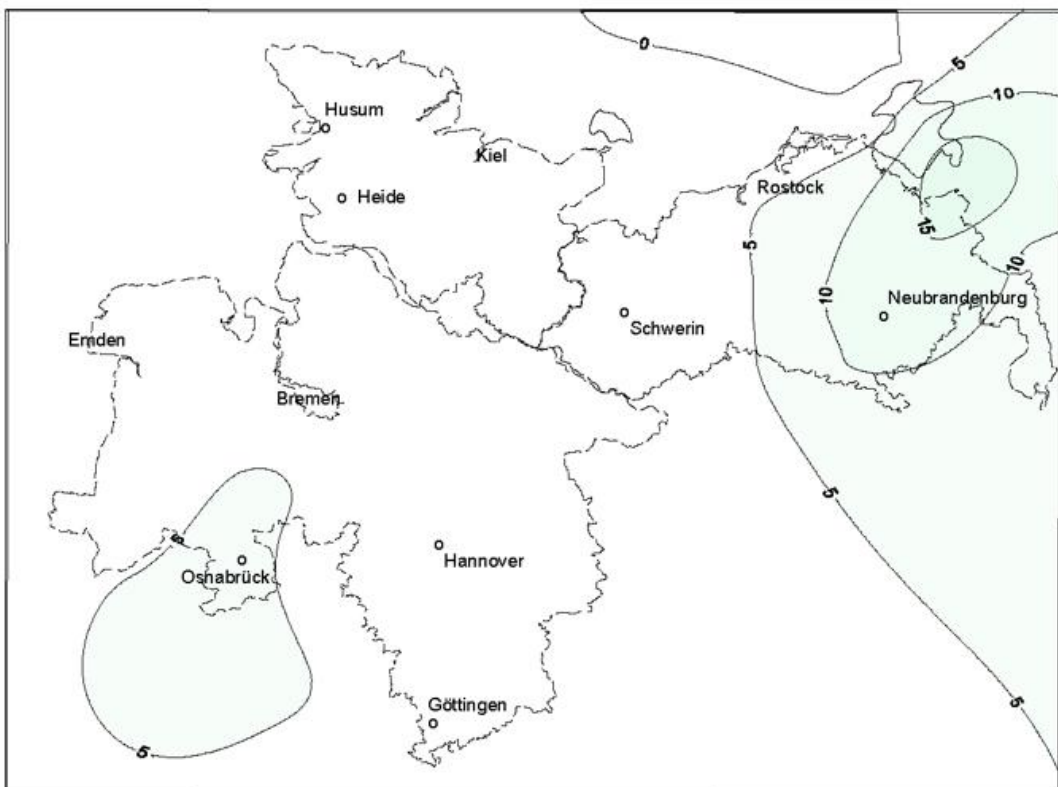 0
5
10
Husum
Kiel
Heide
Rostock
15
5
10
10
Neubrandenburg
Schwerin
Emden
Bremen
5
5
Hannover
Osnabrück
5
Göttingen
5